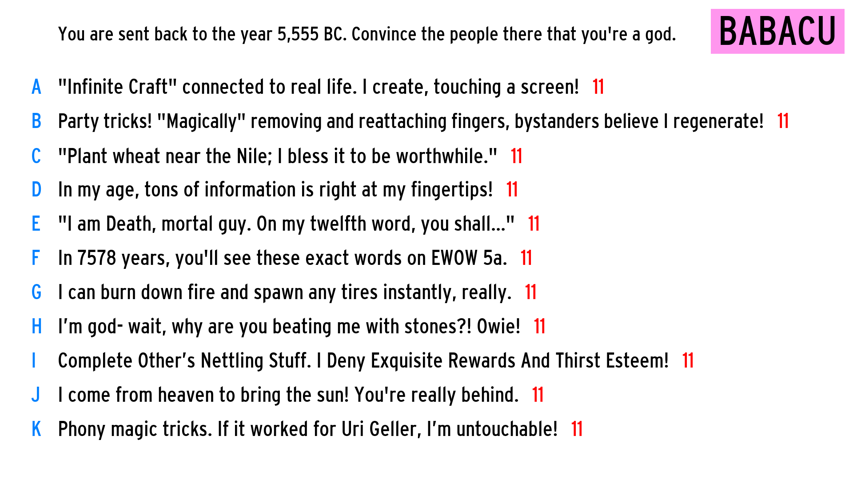 You are sent back to the year 5,555 BC. Convince the people there that you're a god.
BABACU
A "Infinite Craft" connected to real life. I create, touching a screen! 11
B Party tricks! "Magically" removing and reattaching fingers, bystanders believe I regenerate! 11
C "Plant wheat near the Nile; I bless it to be worthwhile." 11
D In my age, tons of information is right at my fingertips! 11
E "I am Death, mortal guy. On my twelfth word, you shall..." 11
F In 7578 years, you'll see these exact words on EWOW 5a. 11
G I can burn down fire and spawn any tires instantly, really. 11
H I’m god- wait, why are you beating me with stones?! Owie! 11
I Complete Other’s Nettling Stuff. I Deny Exquisite Rewards And Thirst Esteem! 11
J I come from heaven to bring the sun! You're really behind. 11
K Phony magic tricks. If it worked for Uri Geller, I’m untouchable! 11